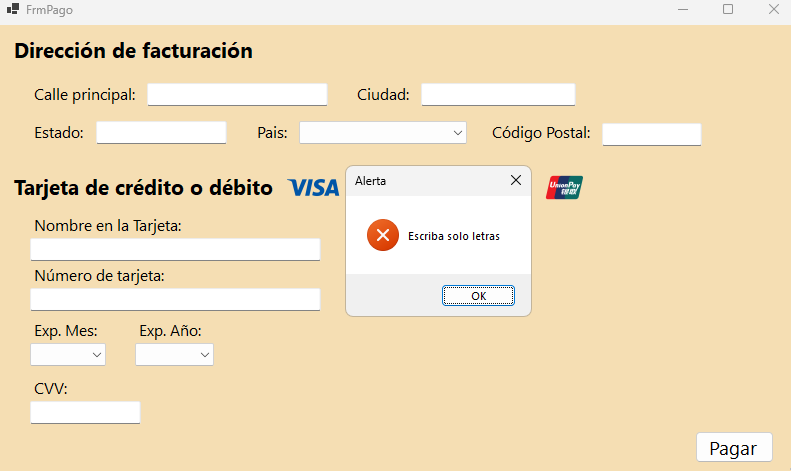 FrmPago
Dirección de facturación
Calle principal: Ciudad:
Estado: Pais: Código Postal:
Tarjeta de crédito o débito VISA UnionPay 银联
Alerta
Escriba solo letras
OK
Nombre en la Tarjeta:
Número de tarjeta:
Exp. Mes: Exp. Año:
CVV:
Pagar